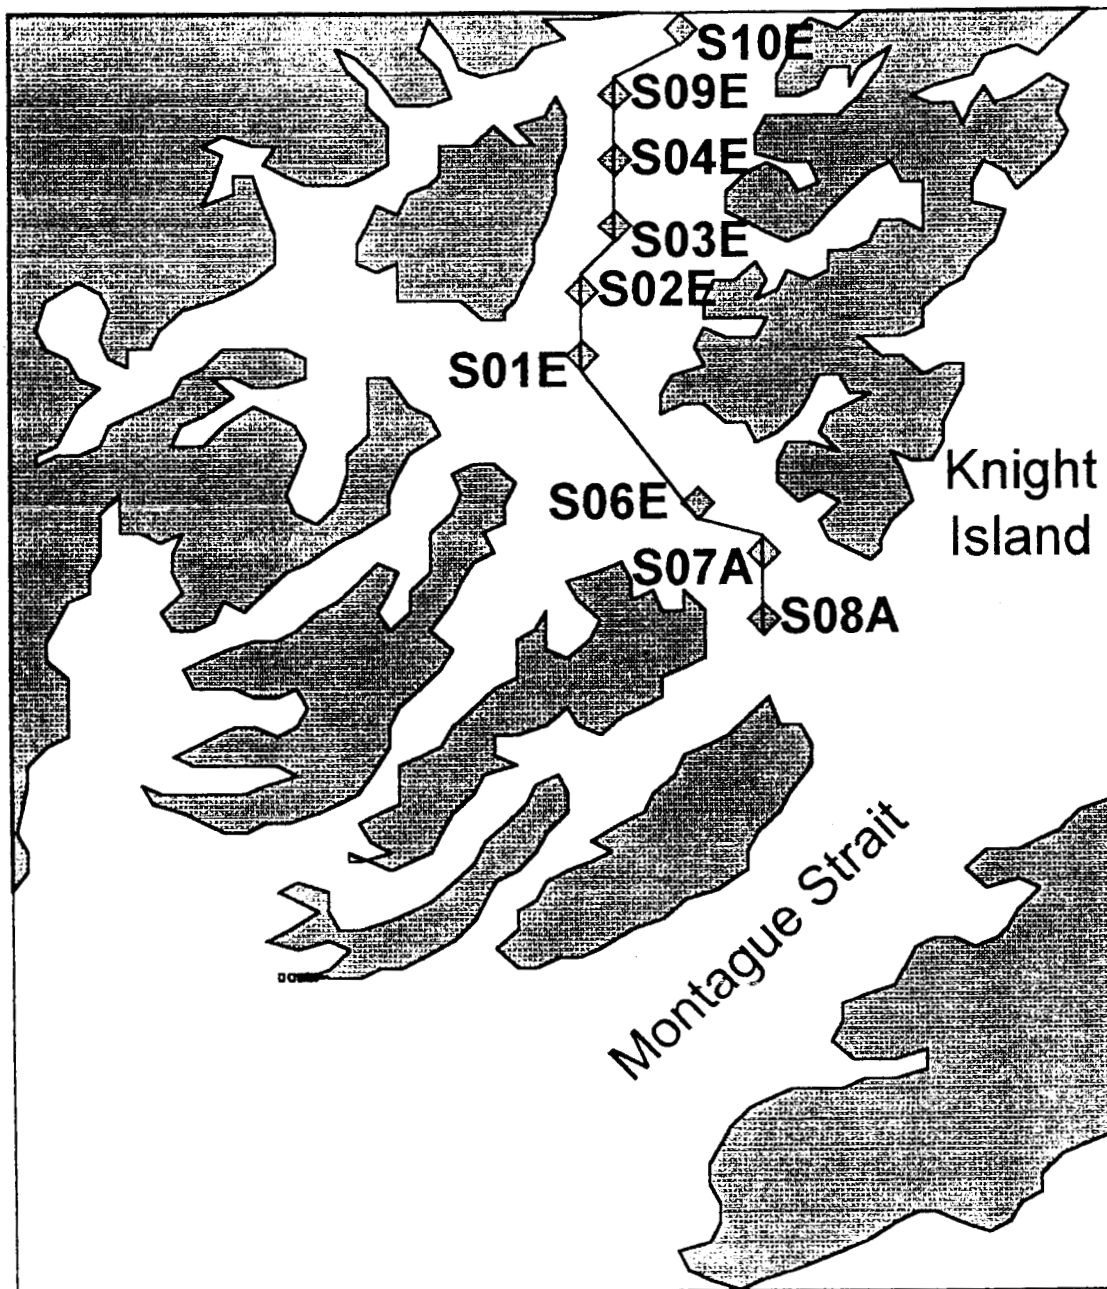 S10E
S09E
S04E
S03E
S02E
S01E
Knight
Island
S06E
S07A
S08A
Montague Strait